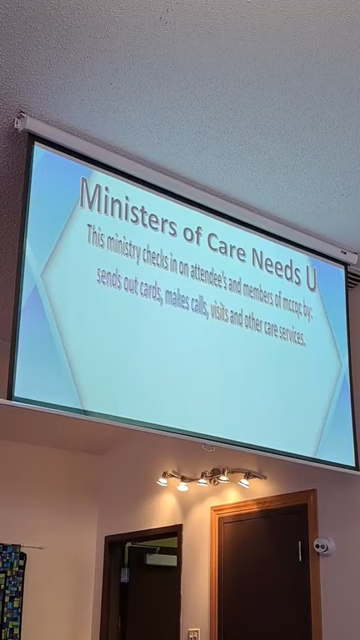 Ministers of Care Needs U
This ministry checks in on attendee's and members of mccqc by:
sends out cards, makes calls, visits and other care services.